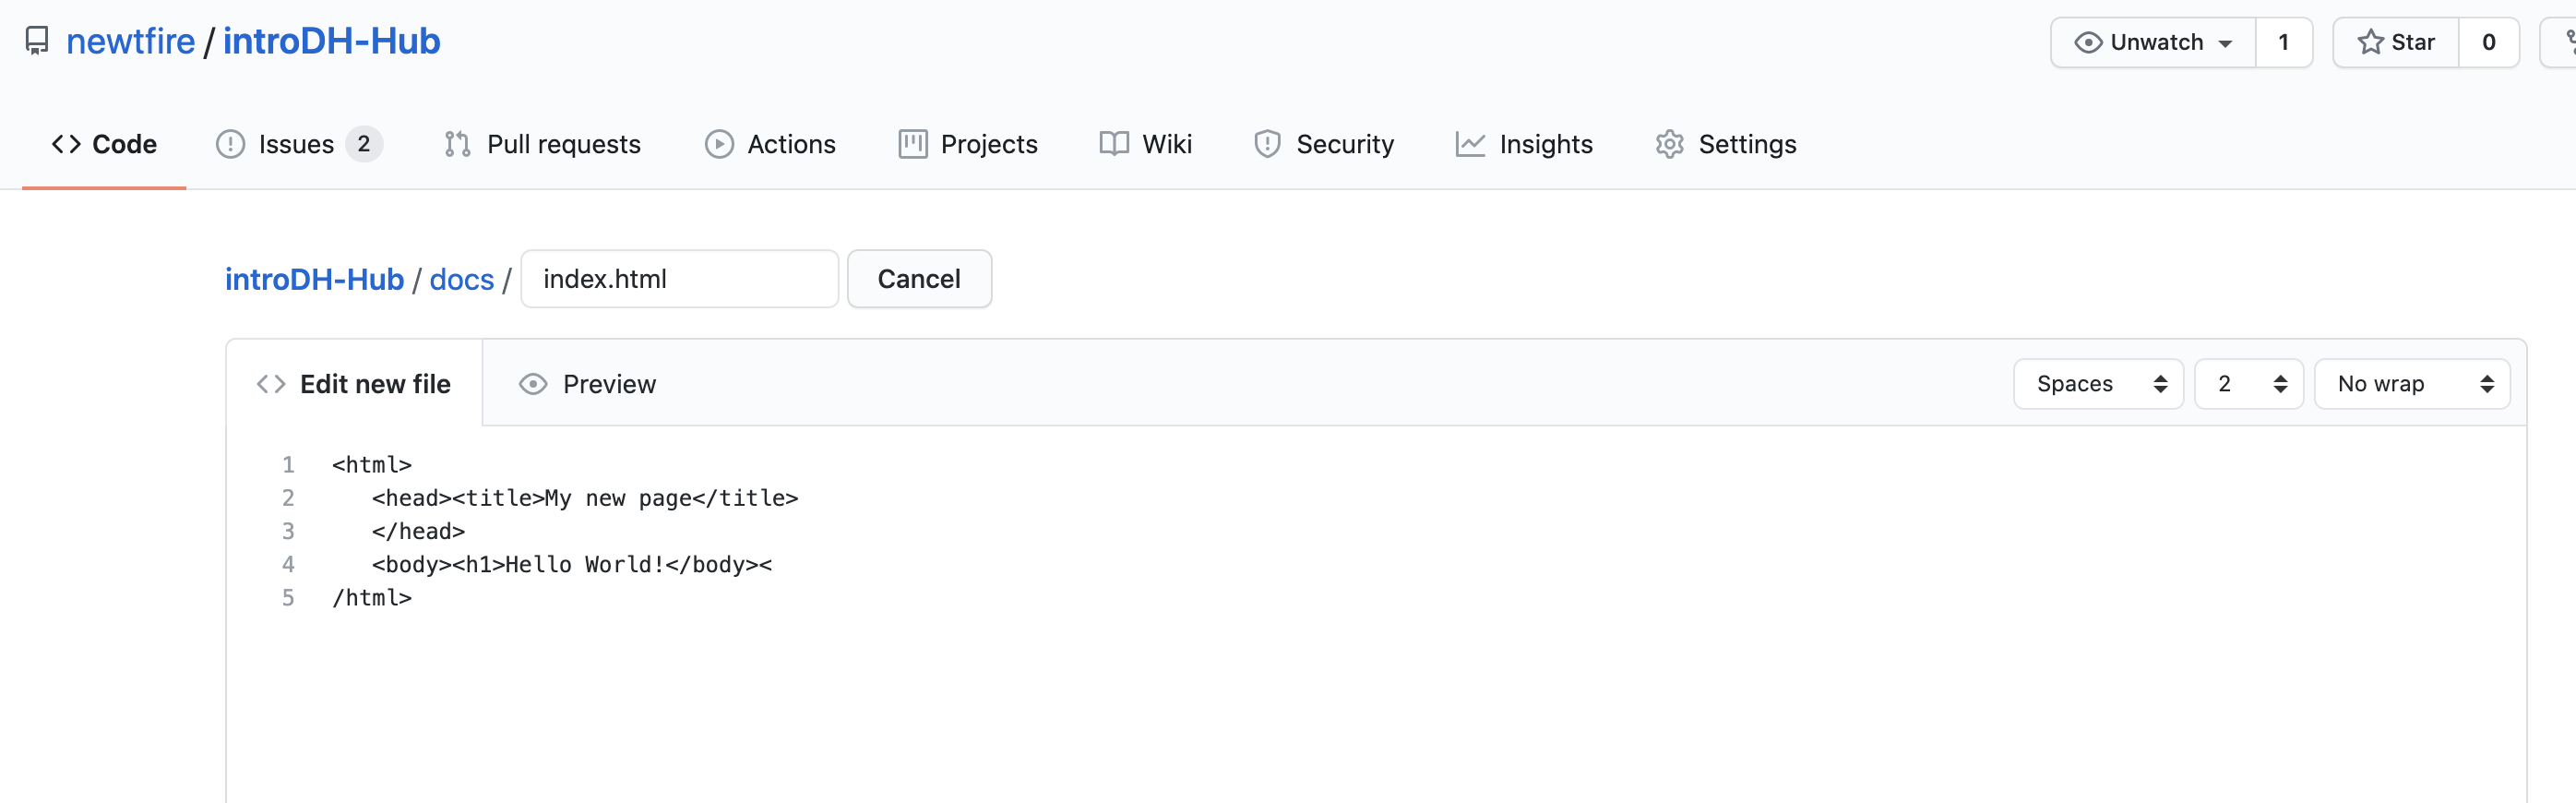 newtfire / introDH-Hub
Unwatch 1 Star 0
Code Issues 2 Pull requests Actions Projects Wiki Security Insights Settings
introDH-Hub / docs / index.html Cancel
Edit new file Preview Spaces 2 No wrap
1 <html>
2    <head><title>My new page</title>
3    </head>
4    <body><h1>Hello World!</body><
5 /html>